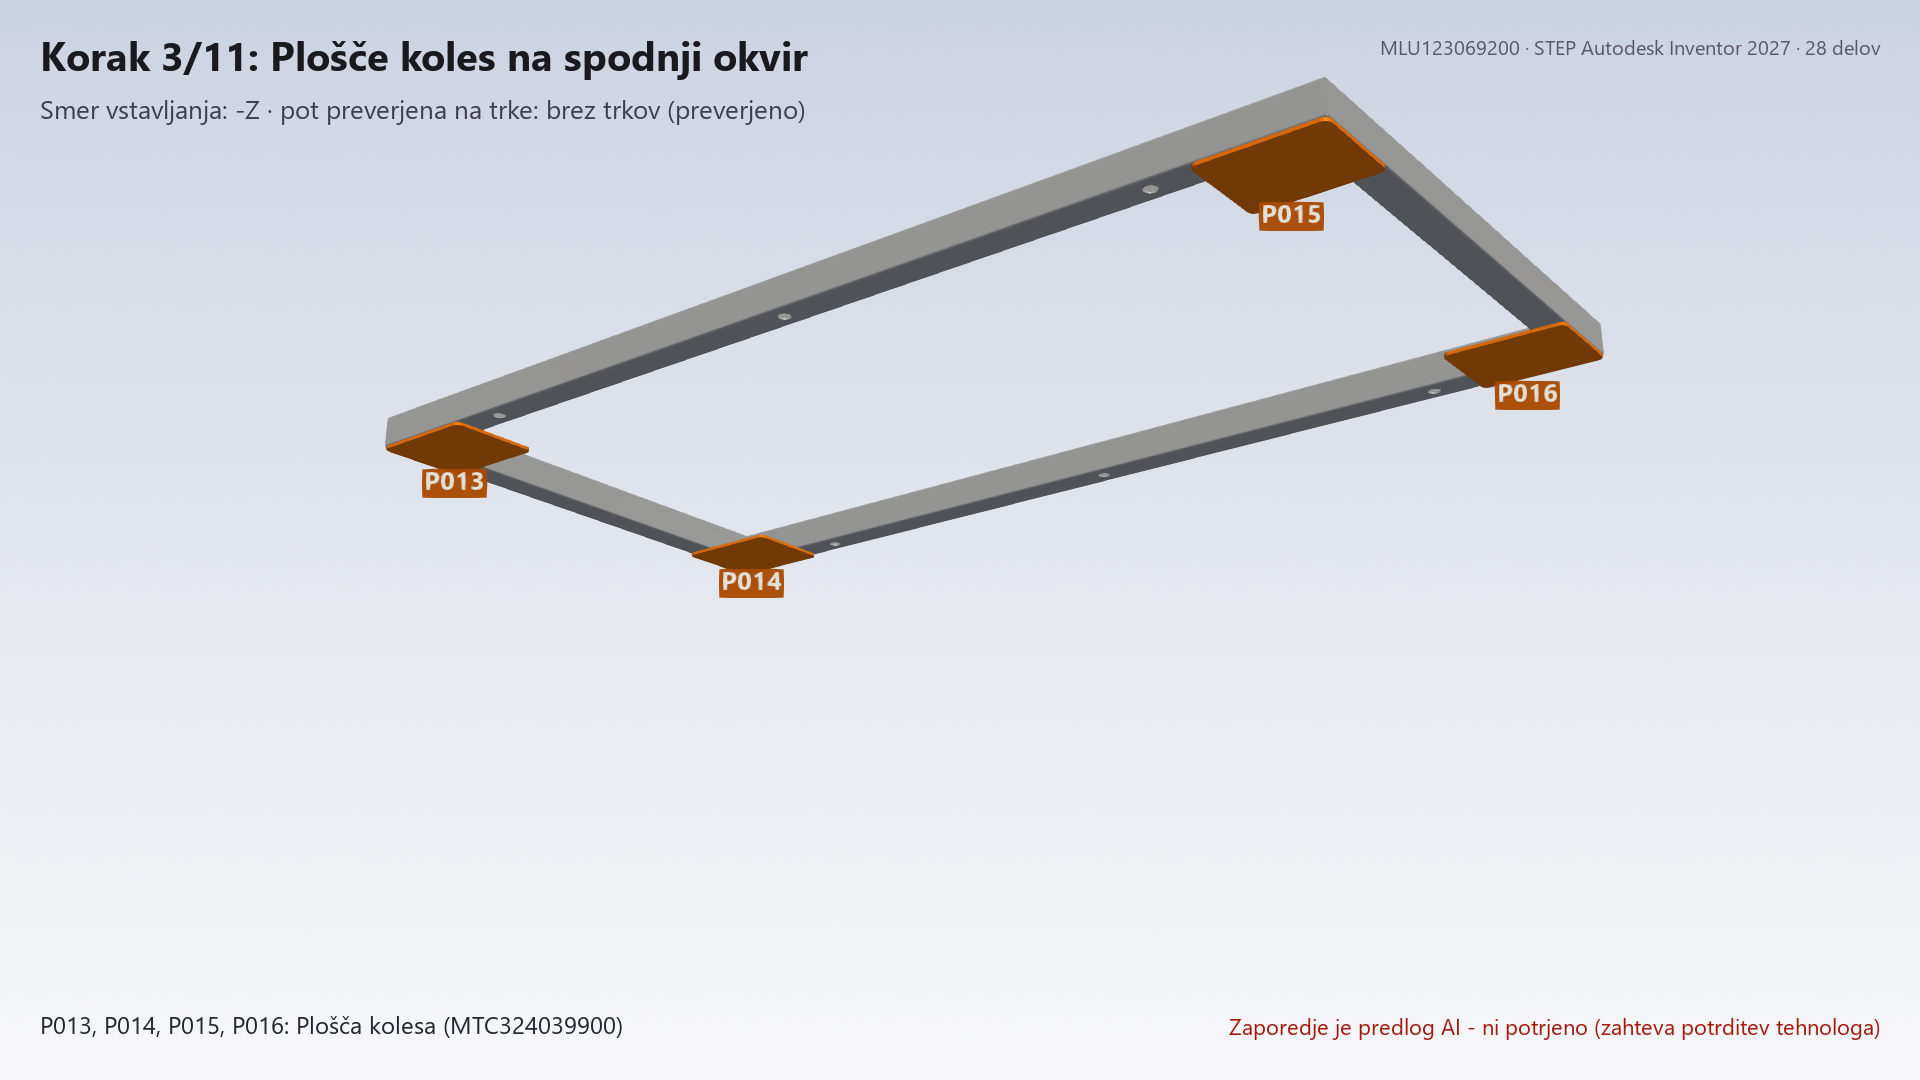 Korak 3/11: Plošče koles na spodnji okvir
Smer vstavljanja: -Z · pot preverjena na trke: brez trkov (preverjeno)
MLU123069200 · STEP Autodesk Inventor 2027 · 28 delov
P015
P016
P013
P014
P013, P014, P015, P016: Plošča kolesa (MTC324039900)
Zaporedje je predlog AI - ni potrjeno (zahteva potrditev tehnologa)